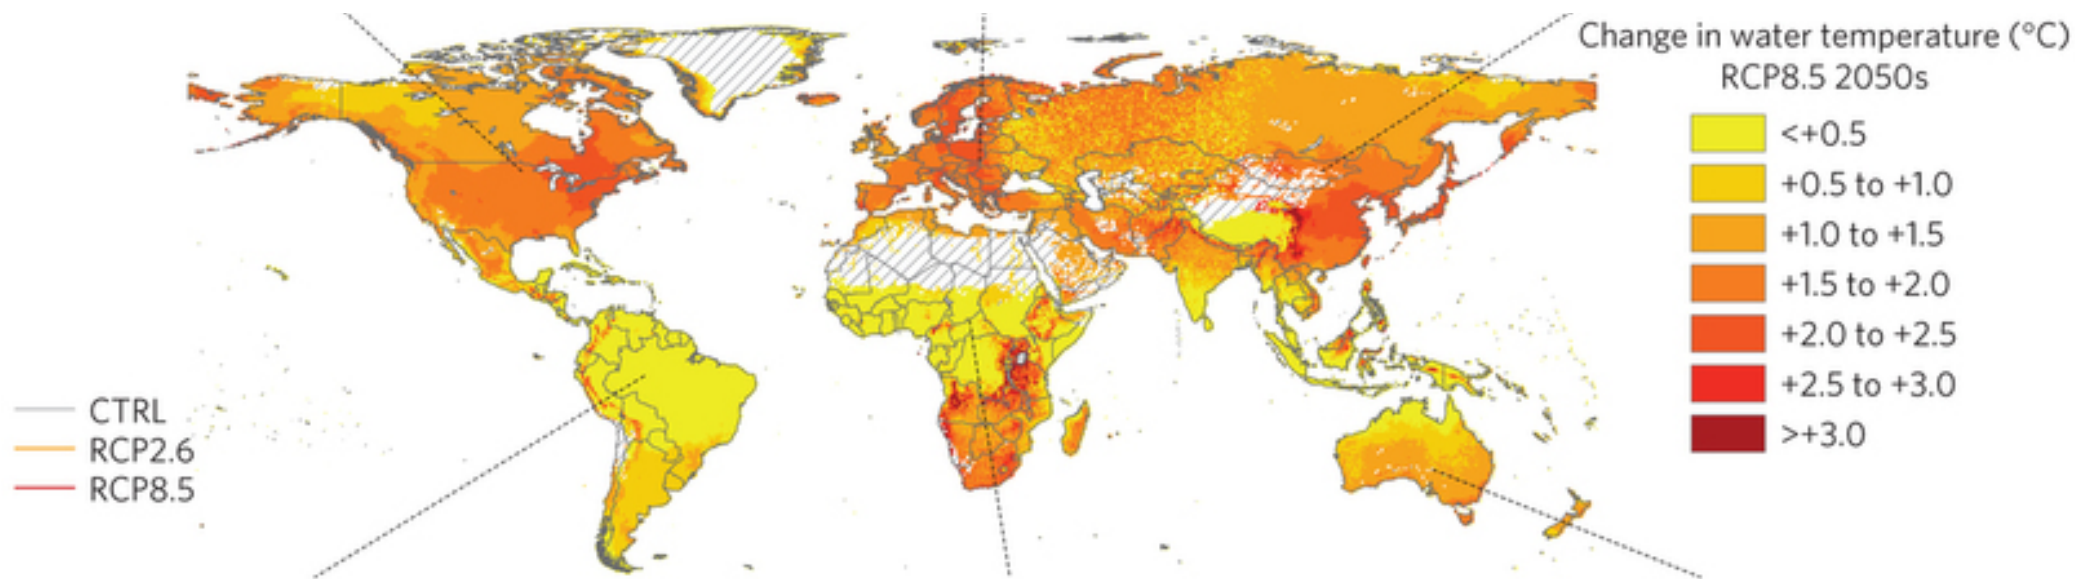 Change in water temperature (°C)
RCP8.5 2050s
<+0.5
+0.5 to +1.0
+1.0 to +1.5
+1.5 to +2.0
+2.0 to +2.5
+2.5 to +3.0
>+3.0
CTRL
RCP2.6
RCP8.5